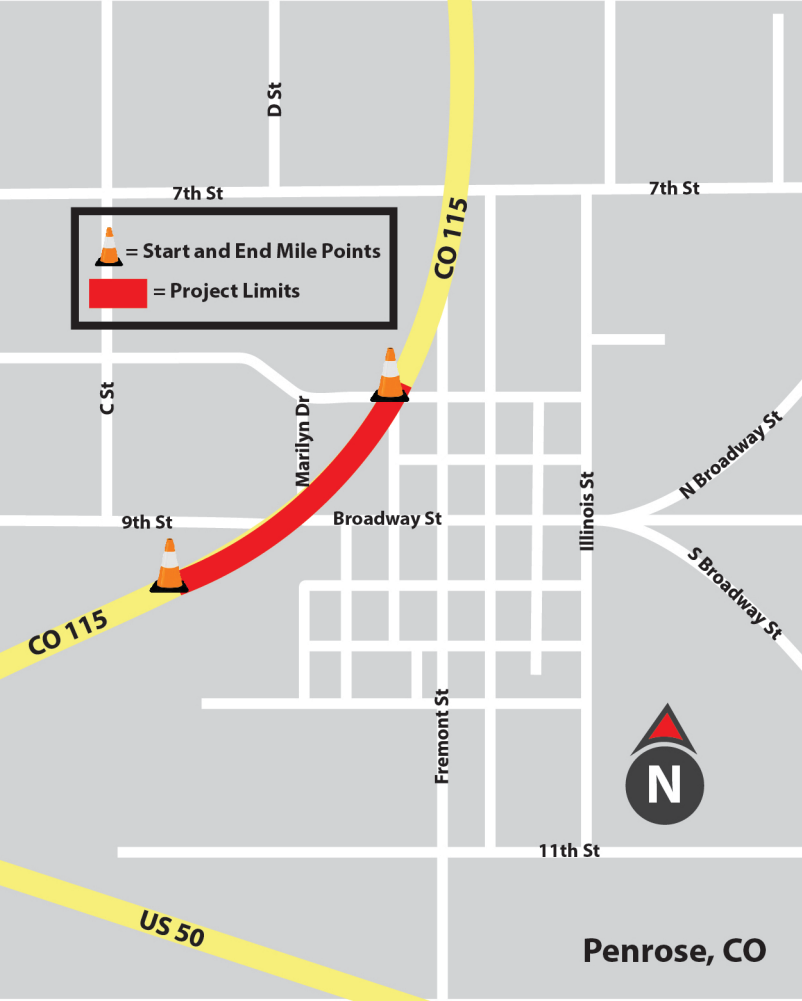 D St
7th St
7th St
CO 115
= Start and End Mile Points
= Project Limits
C St
Marilyn Dr
N Broadway St
9th St
Broadway St
Illinois St
S Broadway St
CO 115
Fremont St
N
11th St
US 50
Penrose, CO